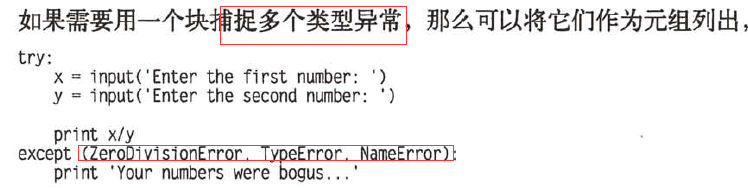 如果需要用一个块捕捉多个类型异常，那么可以将它们作为元组列出，
try:
    x = input('Enter the first number: ')
    y = input('Enter the second number: ')
    print x/y
except (ZeroDivisionError, TypeError, NameError):
    print 'Your numbers were bogus...'